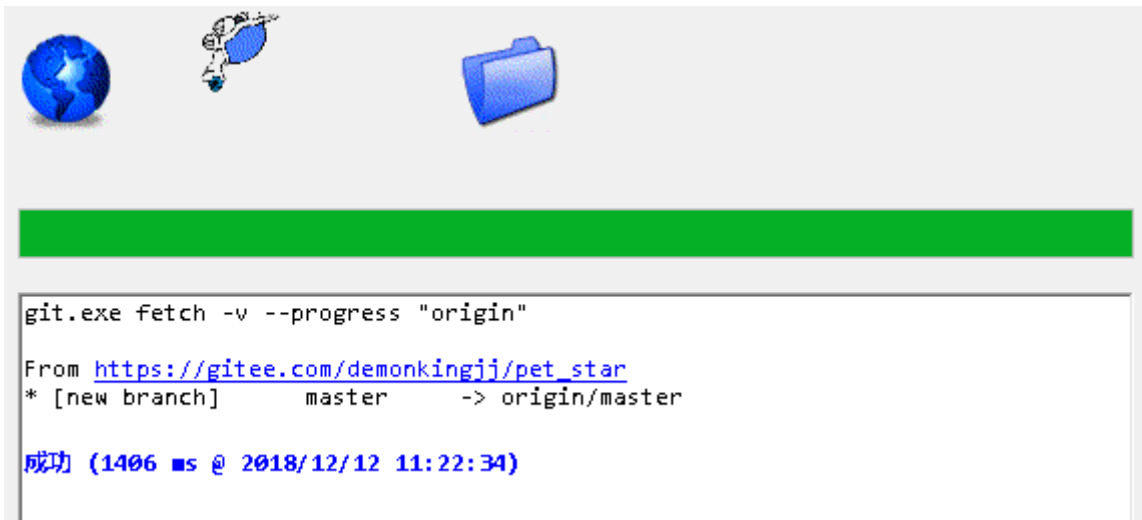 git.exe fetch -v --progress "origin"
From https://gitee.com/demonkingjj/pet_star
* [new branch]      master     -> origin/master
成功 (1406 ms @ 2018/12/12 11:22:34)